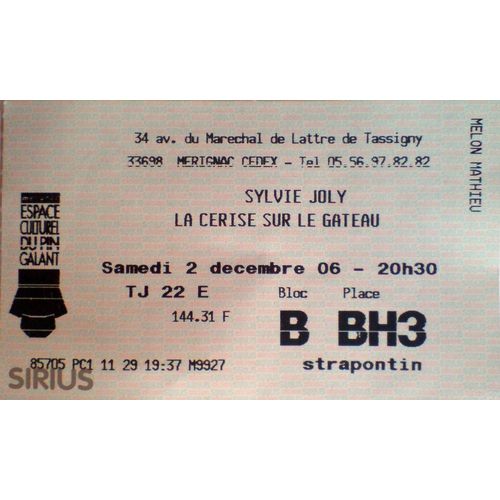 34 av. du Marechal de Lattre de Tassigny
33698 MERIGNAC CEDEX - Tel 05.56.97.82.82
MELON MATHIEU
SYLVIE JOLY
LA CERISE SUR LE GATEAU
ESPACE
CULTUREL
DU PIN
GALANT
Samedi 2 decembre 06 - 20h30
TJ 22 E
Bloc Place
144.31 F
B BH3
strapontin
85705 PC1 11 29 19:37 M9927
SIRIUS